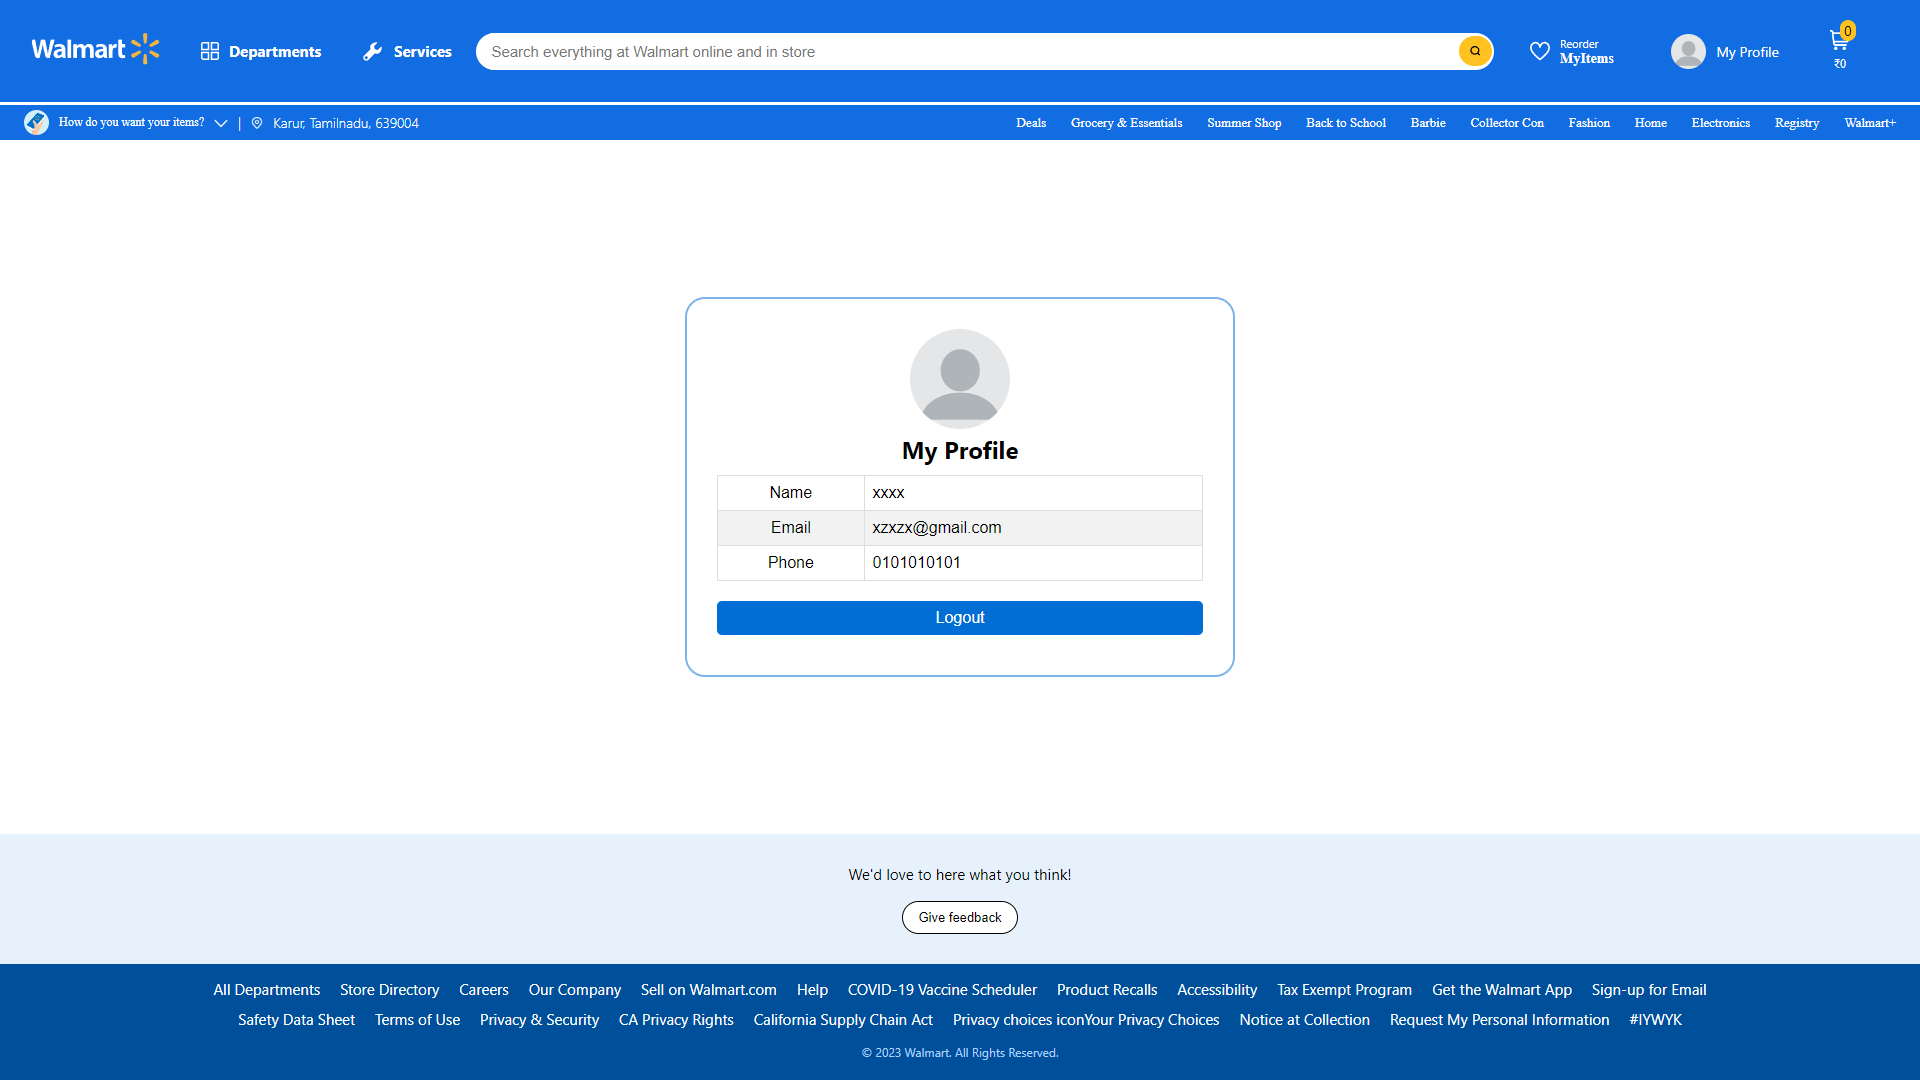 Walmart
Departments
Services
Search everything at Walmart online and in store
Reorder
MyItems
My Profile
0
₹0
How do you want your items?
|
Karur, Tamilnadu, 639004
Deals
Grocery & Essentials
Summer Shop
Back to School
Barbie
Collector Con
Fashion
Home
Electronics
Registry
Walmart+
My Profile
Name xxxx
Email xzxzx@gmail.com
Phone 0101010101
Logout
We'd love to here what you think!
Give feedback
All Departments Store Directory Careers Our Company Sell on Walmart.com Help COVID-19 Vaccine Scheduler Product Recalls Accessibility Tax Exempt Program Get the Walmart App Sign-up for Email
Safety Data Sheet Terms of Use Privacy & Security CA Privacy Rights California Supply Chain Act Privacy choices iconYour Privacy Choices Notice at Collection Request My Personal Information #IYWYK
© 2023 Walmart. All Rights Reserved.